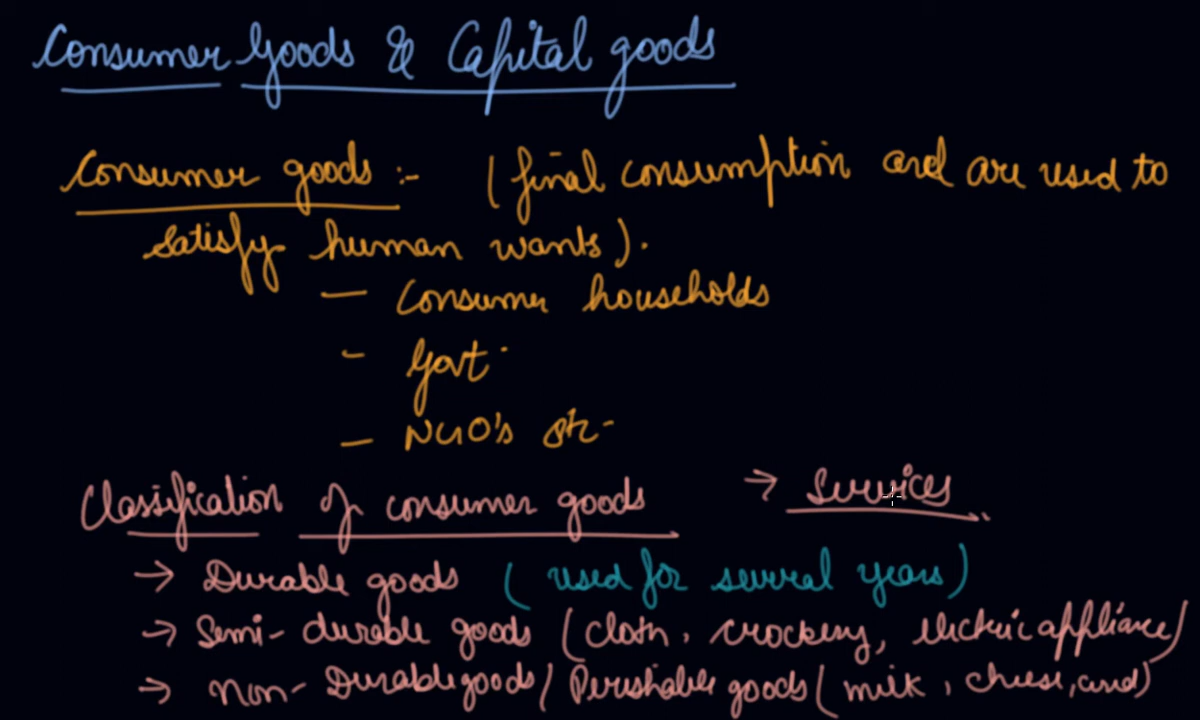 Consumer Goods & Capital goods
Consumer goods :- (final consumption and are used to
satisfy human wants).
- Consumer households
- Govt.
- NGO's etc-
Classification of consumer goods → Services
→ Durable goods (used for several years)
→ Semi-durable goods (cloth, crockery, electric appliance)
→ Non-Durable goods / Perishable goods (milk, cheese,